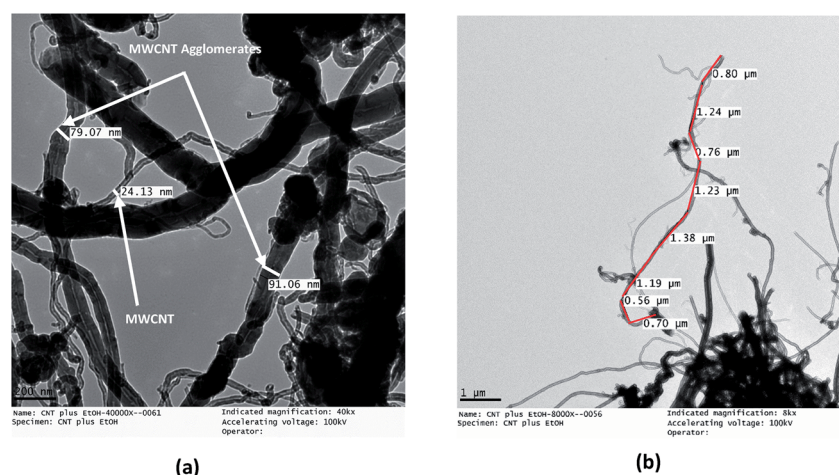 MWCNT Agglomerates
79.07 nm
24.13 nm
91.06 nm
MWCNT
200 nm
Name: CNT plus EtOH-40000X--0061
Specimen: CNT plus EtOH
Indicated magnification: 40kx
Accelerating voltage: 100kV
Operator:
(a)
0.80 µm
1.24 µm
0.76 µm
1.23 µm
1.38 µm
1.19 µm
0.56 µm
0.70 µm
1 µm
Name: CNT plus EtOH-8000X--0056
Specimen: CNT plus EtOH
Indicated magnification: 8kx
Accelerating voltage: 100kV
Operator:
(b)